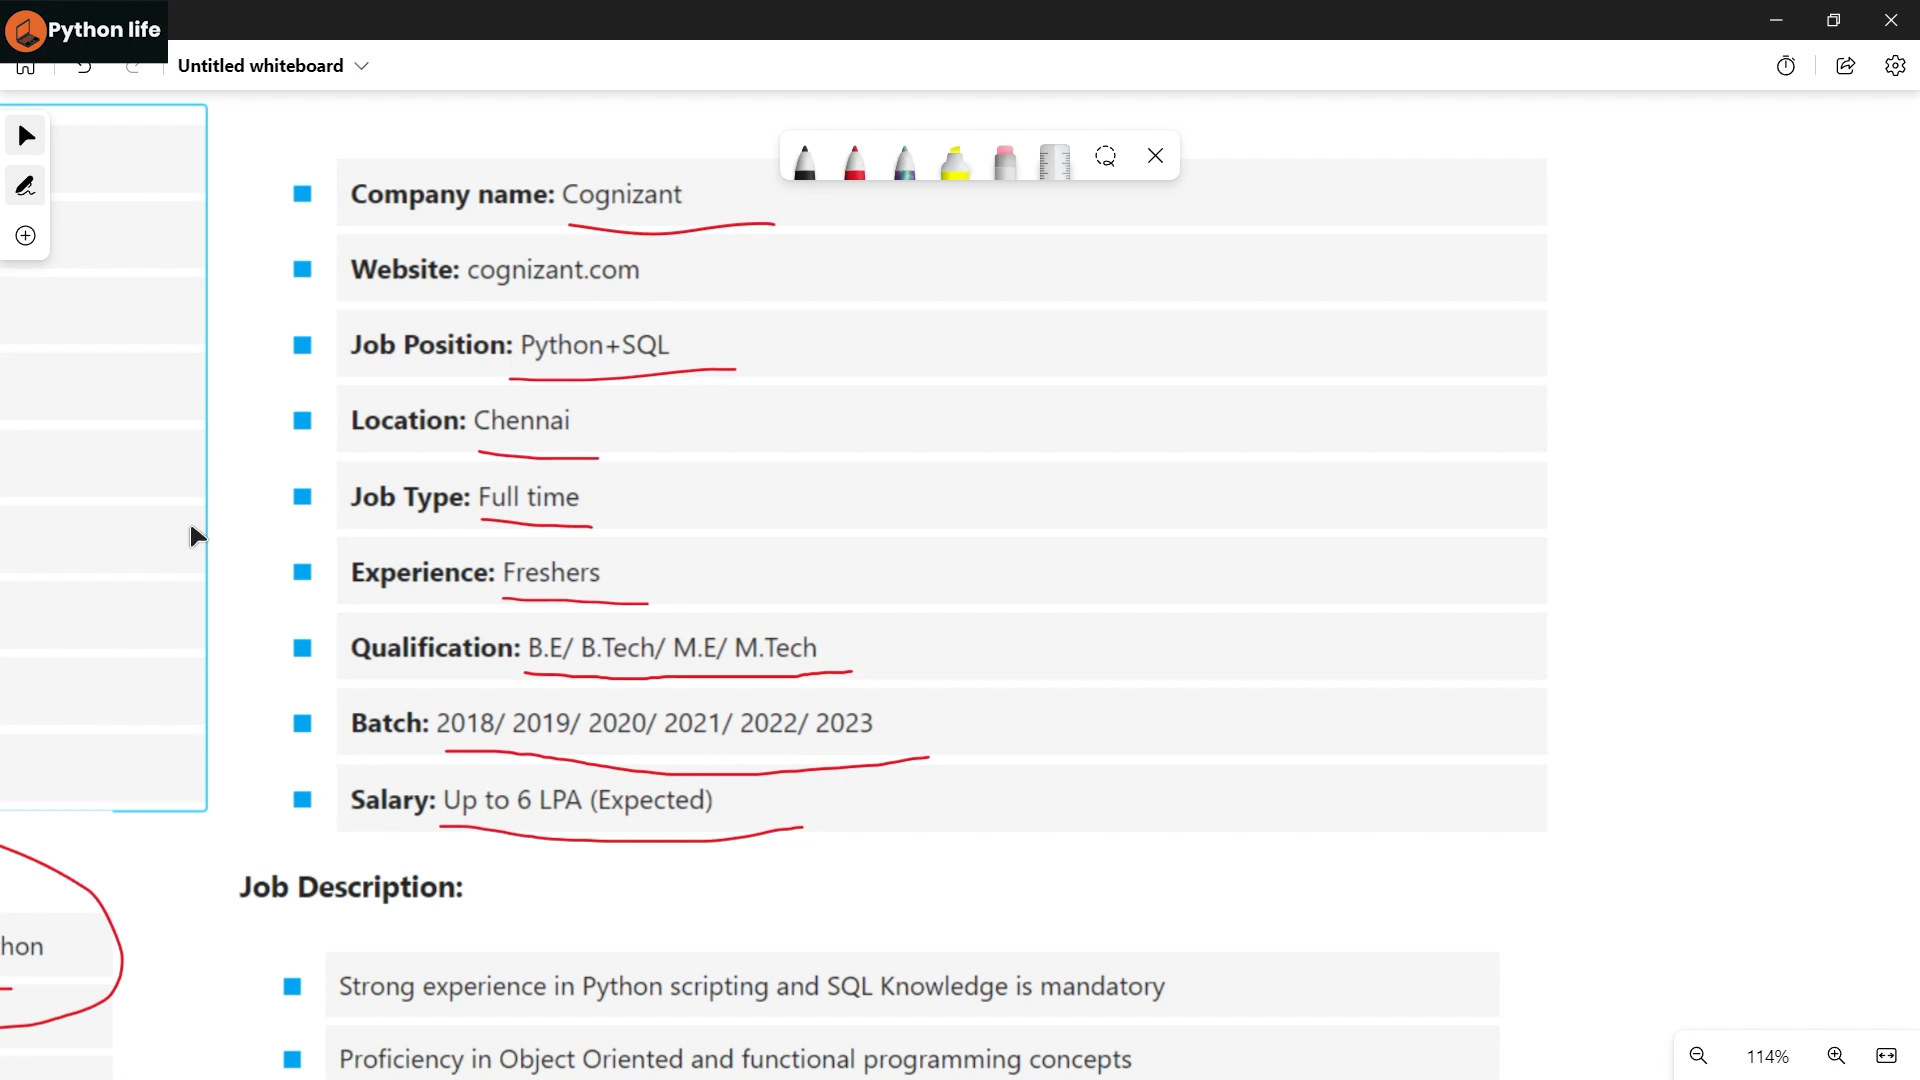 Python life
Untitled whiteboard
Company name: Cognizant
Website: cognizant.com
Job Position: Python+SQL
Location: Chennai
Job Type: Full time
Experience: Freshers
Qualification: B.E/ B.Tech/ M.E/ M.Tech
Batch: 2018/ 2019/ 2020/ 2021/ 2022/ 2023
Salary: Up to 6 LPA (Expected)
Job Description:
hon
Strong experience in Python scripting and SQL Knowledge is mandatory
Proficiency in Object Oriented and functional programming concepts
114%